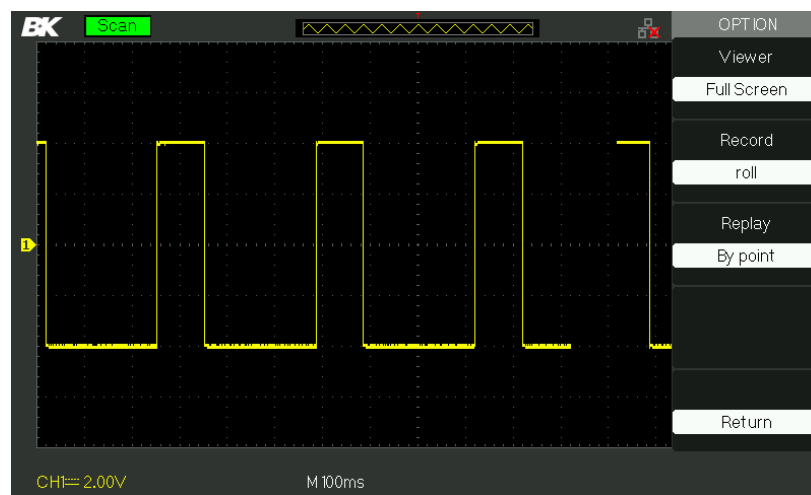 BK Scan OPTION
Viewer
Full Screen
Record
roll
Replay
By point
Return
1
CH1 2.00V M 100ms